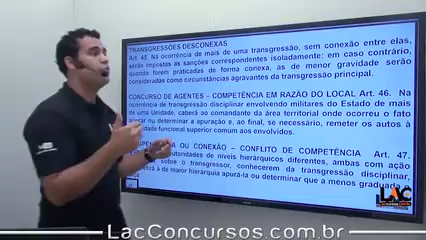 LAC
TRANSGRESSÕES DESCONEXAS
Art. 45 Na ocorrência de mais de uma transgressão, sem conexão entre elas,
serão impostas as sanções correspondentes isoladamente; em caso contrário,
quando forem praticadas de forma conexa, as de menor gravidade serão
consideradas como circunstâncias agravantes da transgressão principal.
CONCURSO DE AGENTES – COMPETÊNCIA EM RAZÃO DO LOCAL Art. 46. Na
ocorrência de transgressão disciplinar envolvendo militares do Estado de mais
de uma Unidade, caberá ao comandante da área territorial onde ocorreu o fato
ou determinar a apuração e, ao final, se necessário, remeter os autos à
funcional superior comum aos envolvidos.
OU CONEXÃO – CONFLITO DE COMPETÊNCIA Art. 47.
autoridades de níveis hierárquicos diferentes, ambas com ação
sobre o transgressor, conhecerem da transgressão disciplinar,
à de maior hierarquia apurá-la ou determinar que a menos graduada
LAC
LacConcursos.com.br